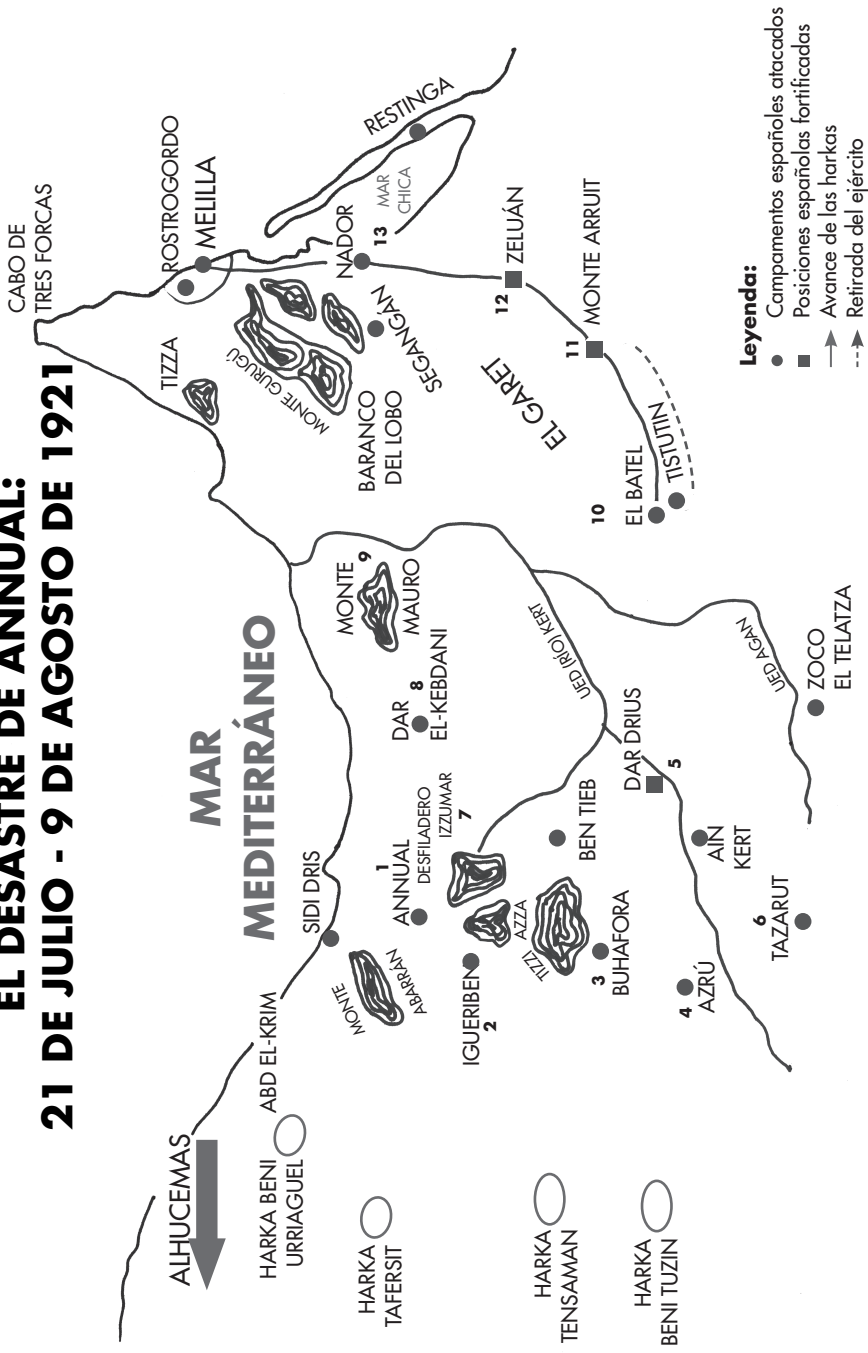 EL DESASTRE DE ANNUAL:
21 DE JULIO - 9 DE AGOSTO DE 1921
CABO DE
TRES FORCAS
MAR
MEDITERRÁNEO
ALHUCEMAS
HARKA BENI
URRIAGUEL
ABD EL-KRIM
HARKA
TAFERSIT
HARKA
TENSAMAN
HARKA
BENI TUZIN
SIDI DRIS
MONTE
ABARRÁN
1
ANNUAL
DESFILADERO
IZZUMAR
7
IGUERIBEN
2
AZZA
TIZZI
3
BUHAFORA
BEN TIEB
4
AZRÚ
AIN
KERT
6
TAZARUT
DAR DRIUS
5
DAR
8
EL-KEBDANI
MONTE
9
MAURO
UED (RÍO) KERT
UED AGAN
ZOCO
EL TELATZA
TIZZA
ROSTROGORDO
MELILLA
MONTE GURUGÚ
BARANCO
DEL LOBO
SEGANGÁN
NADOR
13
MAR
CHICA
RESTINGA
EL GARET
12
ZELUÁN
11
MONTE ARRUIT
10
EL BATEL
TISTUTIN
Leyenda:
Campamentos españoles atacados
Posiciones españolas fortificadas
Avance de las harkas
Retirada del ejército